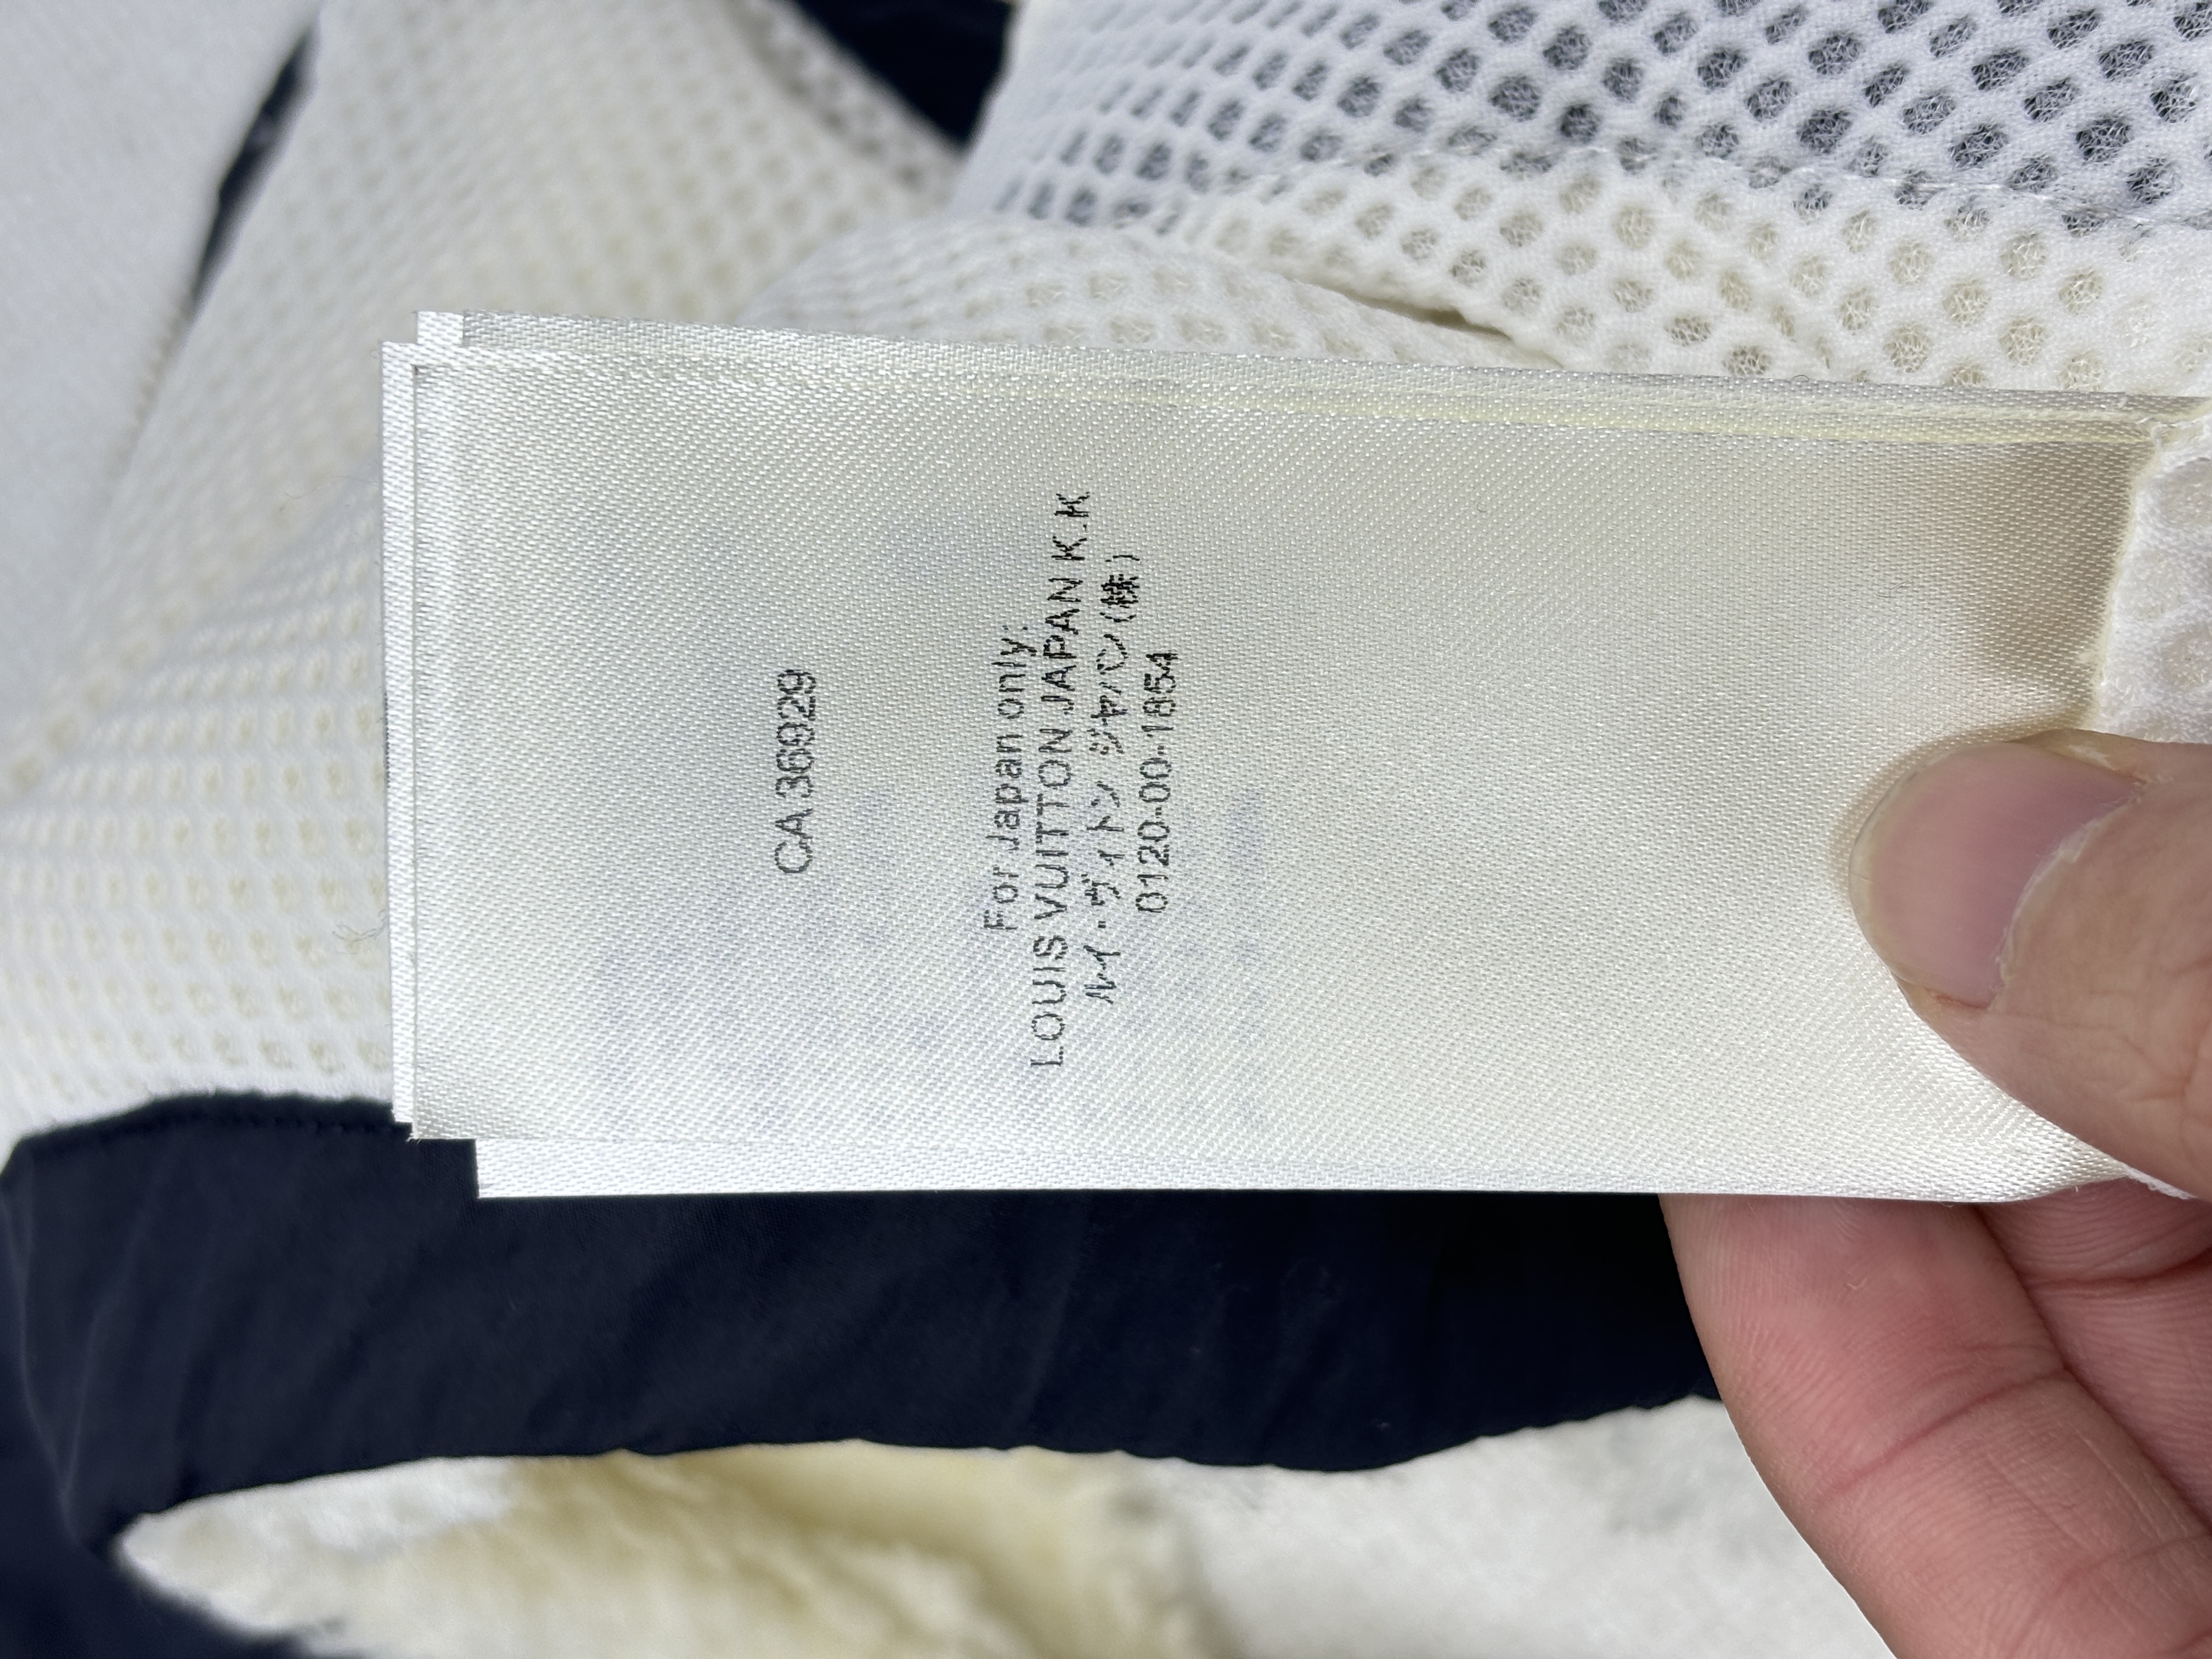 CA 36929
For Japan only:
LOUIS VUITTON JAPAN K.K
ルイ・ヴィトン ジャパン(株)
0120-00-1854